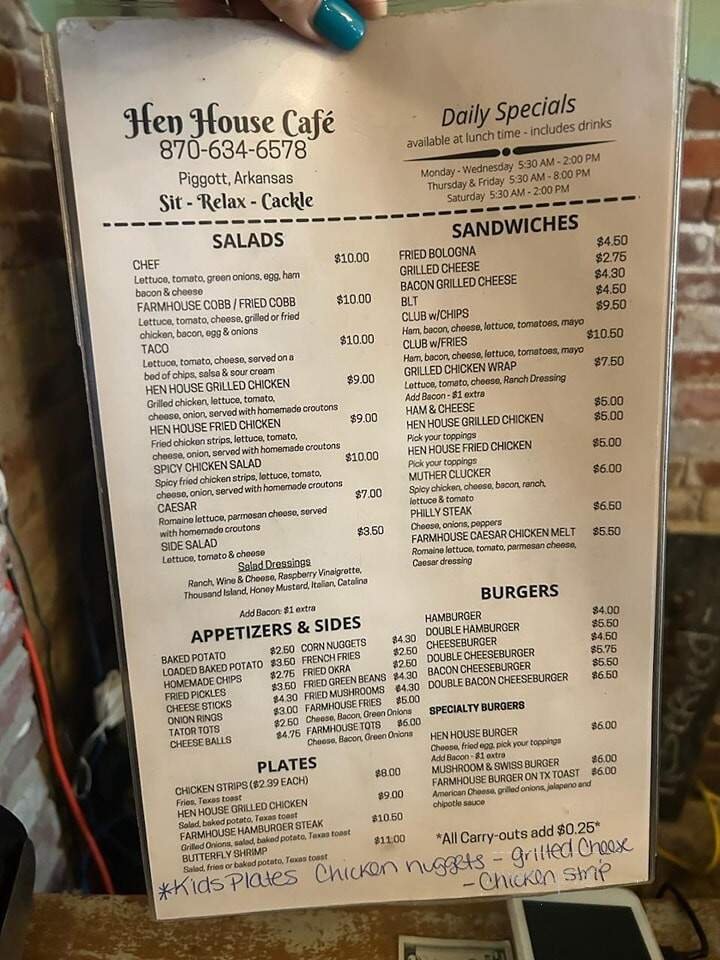 Hen House Café
870-634-6578
Piggott, Arkansas
Sit - Relax - Cackle
Daily Specials
available at lunch time - includes drinks
Monday - Wednesday 5:30 AM - 2:00 PM
Thursday & Friday 5:30 AM - 8:00 PM
Saturday 5:30 AM - 2:00 PM
SALADS
CHEF $10.00
Lettuce, tomato, green onions, egg, ham
bacon & cheese
FARMHOUSE COBB / FRIED COBB $10.00
Lettuce, tomato, cheese, grilled or fried
chicken, bacon, egg & onions
TACO $10.00
Lettuce, tomato, cheese, served on a
bed of chips, salsa & sour cream
HEN HOUSE GRILLED CHICKEN $9.00
Grilled chicken, lettuce, tomato,
cheese, onion, served with homemade croutons
HEN HOUSE FRIED CHICKEN $9.00
Fried chicken strips, lettuce, tomato,
cheese, onion, served with homemade croutons
SPICY CHICKEN SALAD $10.00
Spicy fried chicken strips, lettuce, tomato,
cheese, onion, served with homemade croutons
CAESAR $7.00
Romaine lettuce, parmesan cheese, served
with homemade croutons
SIDE SALAD $3.50
Lettuce, tomato & cheese
Salad Dressings
Ranch, Wine & Cheese, Raspberry Vinaigrette,
Thousand Island, Honey Mustard, Italian, Catalina
Add Bacon: $1 extra
APPETIZERS & SIDES
BAKED POTATO $2.50
LOADED BAKED POTATO $3.50
HOMEMADE CHIPS $2.75
FRIED PICKLES $3.50
CHEESE STICKS $4.30
ONION RINGS $3.00
TATOR TOTS $2.50
CHEESE BALLS $4.75
CORN NUGGETS $4.30
FRENCH FRIES $2.50
FRIED OKRA $2.50
FRIED GREEN BEANS $4.30
FRIED MUSHROOMS $4.30
FARMHOUSE FRIES $5.00
Cheese, Bacon, Green Onions
FARMHOUSE TOTS $6.00
Cheese, Bacon, Green Onions
PLATES
CHICKEN STRIPS ($2.39 EACH) $8.00
Fries, Texas toast
HEN HOUSE GRILLED CHICKEN $9.00
Salad, baked potato, Texas toast
FARMHOUSE HAMBURGER STEAK $10.50
Grilled Onions, salad, baked potato, Texas toast
BUTTERFLY SHRIMP $11.00
Salad, fries or baked potato, Texas toast
SANDWICHES
FRIED BOLOGNA $4.50
GRILLED CHEESE $2.75
BACON GRILLED CHEESE $4.30
BLT $4.50
CLUB w/CHIPS $9.50
Ham, bacon, cheese, lettuce, tomatoes, mayo
CLUB w/FRIES $10.50
Ham, bacon, cheese, lettuce, tomatoes, mayo
GRILLED CHICKEN WRAP $7.50
Lettuce, tomato, cheese, Ranch Dressing
Add Bacon - $1 extra
HAM & CHEESE $5.00
HEN HOUSE GRILLED CHICKEN $5.00
Pick your toppings
HEN HOUSE FRIED CHICKEN $5.00
Pick your toppings
MUTHER CLUCKER $6.00
Spicy chicken, cheese, bacon, ranch,
lettuce & tomato
PHILLY STEAK $6.50
Cheese, onions, peppers
FARMHOUSE CAESAR CHICKEN MELT $5.50
Romaine lettuce, tomato, parmesan cheese,
Caesar dressing
BURGERS
HAMBURGER $4.00
DOUBLE HAMBURGER $5.50
CHEESEBURGER $4.50
DOUBLE CHEESEBURGER $5.75
BACON CHEESEBURGER $5.50
DOUBLE BACON CHEESEBURGER $6.50
SPECIALTY BURGERS
HEN HOUSE BURGER $6.00
Cheese, fried egg, pick your toppings
Add Bacon - $1 extra
MUSHROOM & SWISS BURGER $6.00
FARMHOUSE BURGER ON TX TOAST $6.00
American Cheese, grilled onions, jalapeno and
chipotle sauce
*All Carry-outs add $0.25*
*Kids Plates Chicken nuggets - grilled Cheese
- Chicken strip